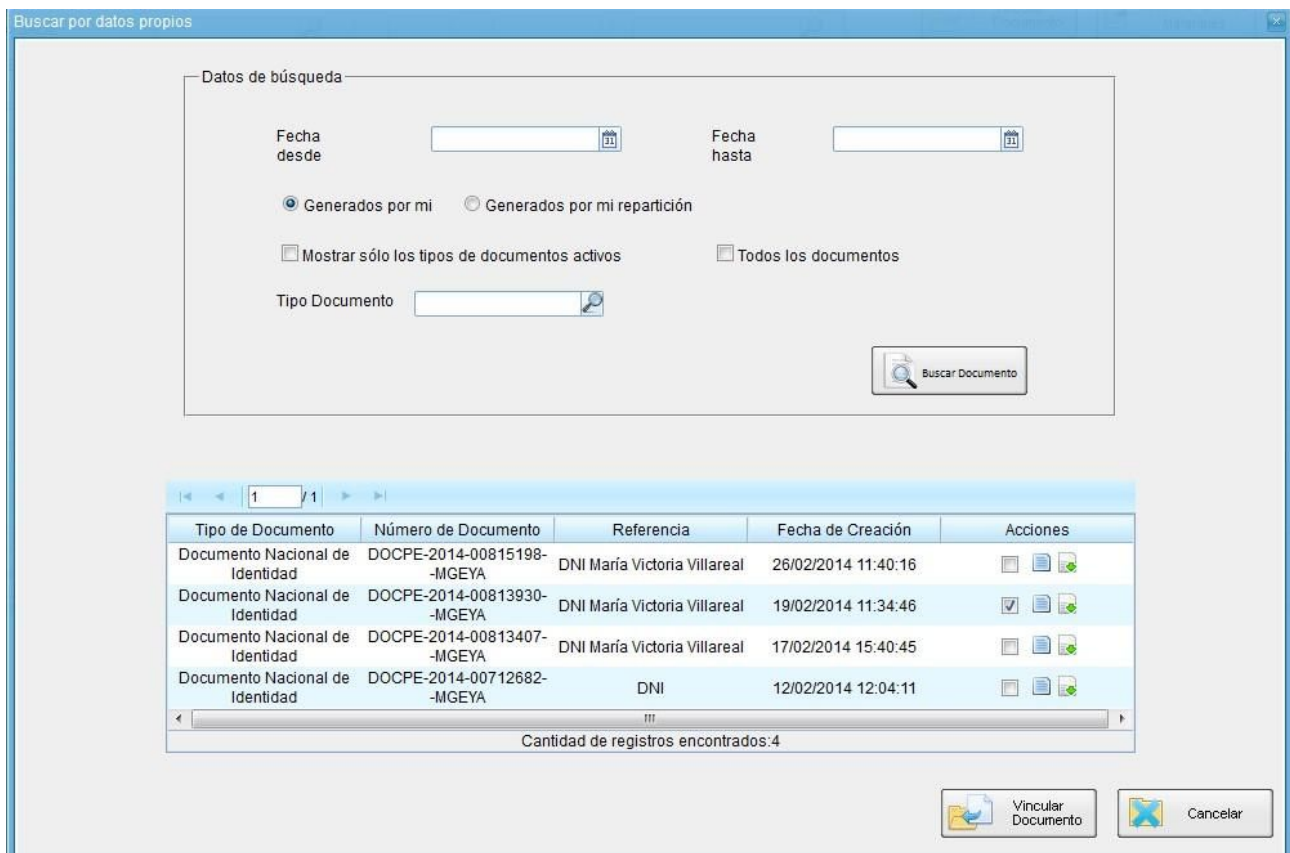 Buscar por datos propios
Datos de búsqueda
Fecha desde
Fecha hasta
Generados por mi
Generados por mi repartición
Mostrar sólo los tipos de documentos activos
Todos los documentos
Tipo Documento
Buscar Documento
1 / 1
Tipo de Documento Número de Documento Referencia Fecha de Creación Acciones
Documento Nacional de DOCPE-2014-00815198-
Identidad -MGEYA DNI María Victoria Villareal 26/02/2014 11:40:16
Documento Nacional de DOCPE-2014-00813930-
Identidad -MGEYA DNI María Victoria Villareal 19/02/2014 11:34:46
Documento Nacional de DOCPE-2014-00813407-
Identidad -MGEYA DNI María Victoria Villareal 17/02/2014 15:40:45
Documento Nacional de DOCPE-2014-00712682-
Identidad -MGEYA DNI 12/02/2014 12:04:11
Cantidad de registros encontrados:4
Vincular
Documento
Cancelar